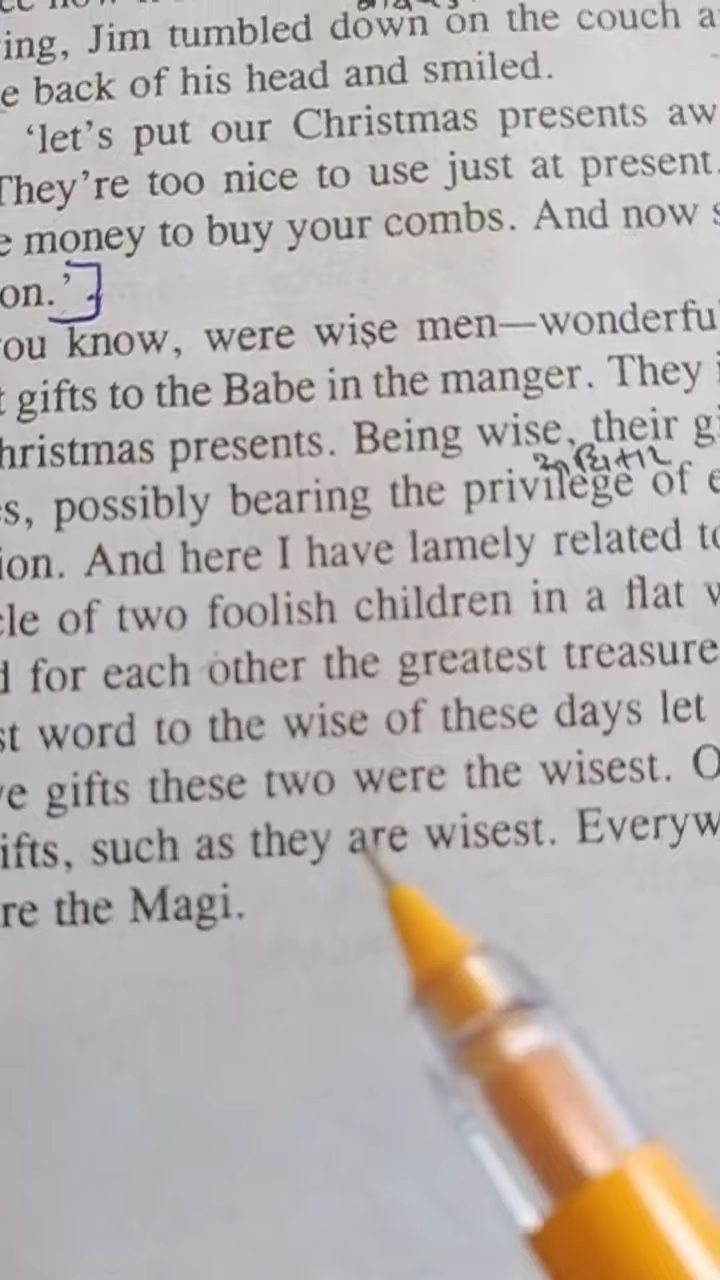 ing, Jim tumbled down on the couch a
e back of his head and smiled.
'let's put our Christmas presents aw
They're too nice to use just at present.
e money to buy your combs. And now s
on.'
ou know, were wise men—wonderfu
t gifts to the Babe in the manger. They
hristmas presents. Being wise, their g
অধিকার
s, possibly bearing the privilege of e
ion. And here I have lamely related to
cle of two foolish children in a flat w
d for each other the greatest treasure
st word to the wise of these days let
ve gifts these two were the wisest. O
ifts, such as they are wisest. Everyw
re the Magi.